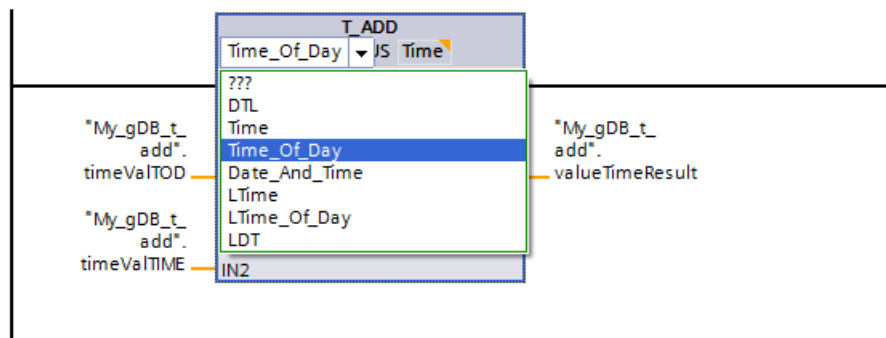 T_ADD
Time_Of_Day JS Time
???
DTL
Time
Time_Of_Day
Date_And_Time
LTime
LTime_Of_Day
LDT
"My_gDB_t_
add".
timeValTOD
"My_gDB_t_
add".
timeValTIME
IN2
"My_gDB_t_
add".
valueTimeResult